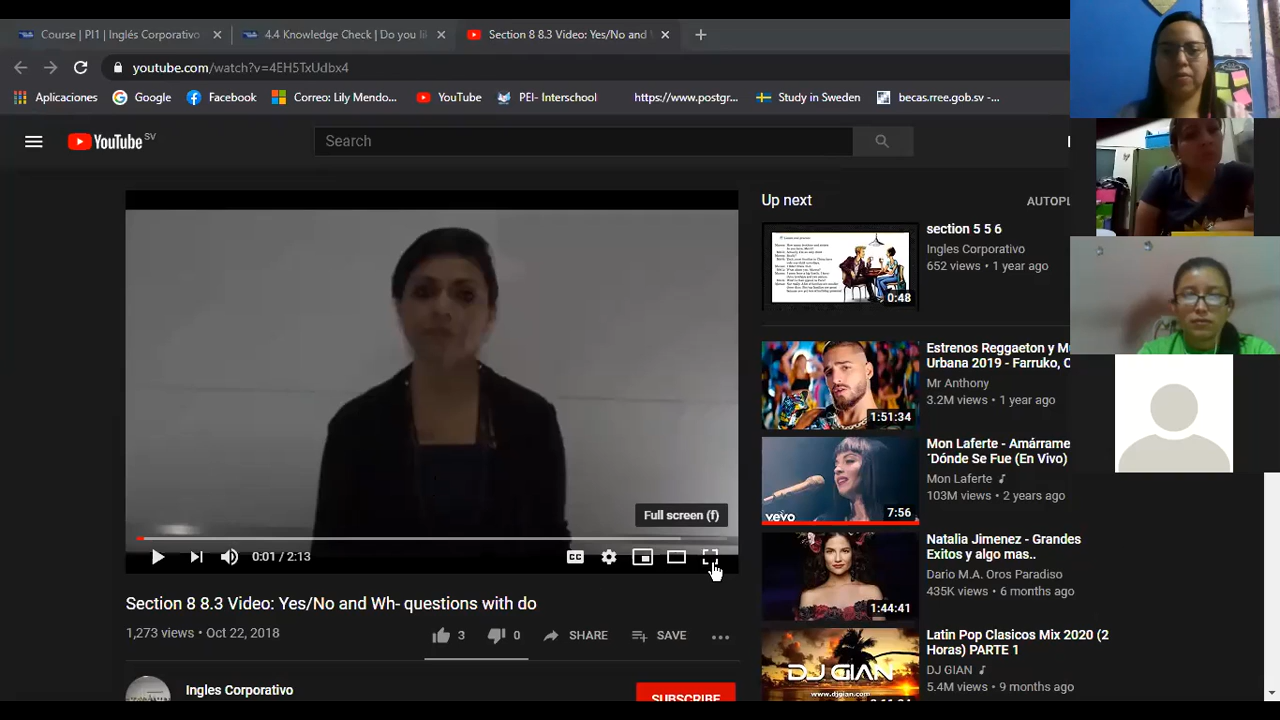 Course | PI1 | Inglés Corporativo
4.4 Knowledge Check | Do you li
Section 8 8.3 Video: Yes/No and
youtube.com/watch?v=4EH5TxUdbx4
Aplicaciones
Google
Facebook
Correo: Lily Mendo...
YouTube
PEI- Interschool
https://www.postgr...
Study in Sweden
becas.rree.gob.sv -...
YouTube SV
Search
Up next
AUTOPL
section 5 5 6
Ingles Corporativo
652 views • 1 year ago
0:48
Estrenos Reggaeton y M
Urbana 2019 - Farruko, C
Mr Anthony
3.2M views • 1 year ago
1:51:34
Mon Laferte - Amárrame
´Dónde Se Fue (En Vivo)
Mon Laferte
103M views • 2 years ago
vevo
7:56
Natalia Jimenez - Grandes
Exitos y algo mas..
Dario M.A. Oros Paradiso
435K views • 6 months ago
1:44:41
Latin Pop Clasicos Mix 2020 (2
Horas) PARTE 1
DJ GIAN
5.4M views • 9 months ago
DJ GIAN
www.djgian.com
Full screen (f)
0:01 / 2:13
CC
Section 8 8.3 Video: Yes/No and Wh- questions with do
1,273 views • Oct 22, 2018
3
0
SHARE
SAVE
Ingles Corporativo
SUBSCRIBE